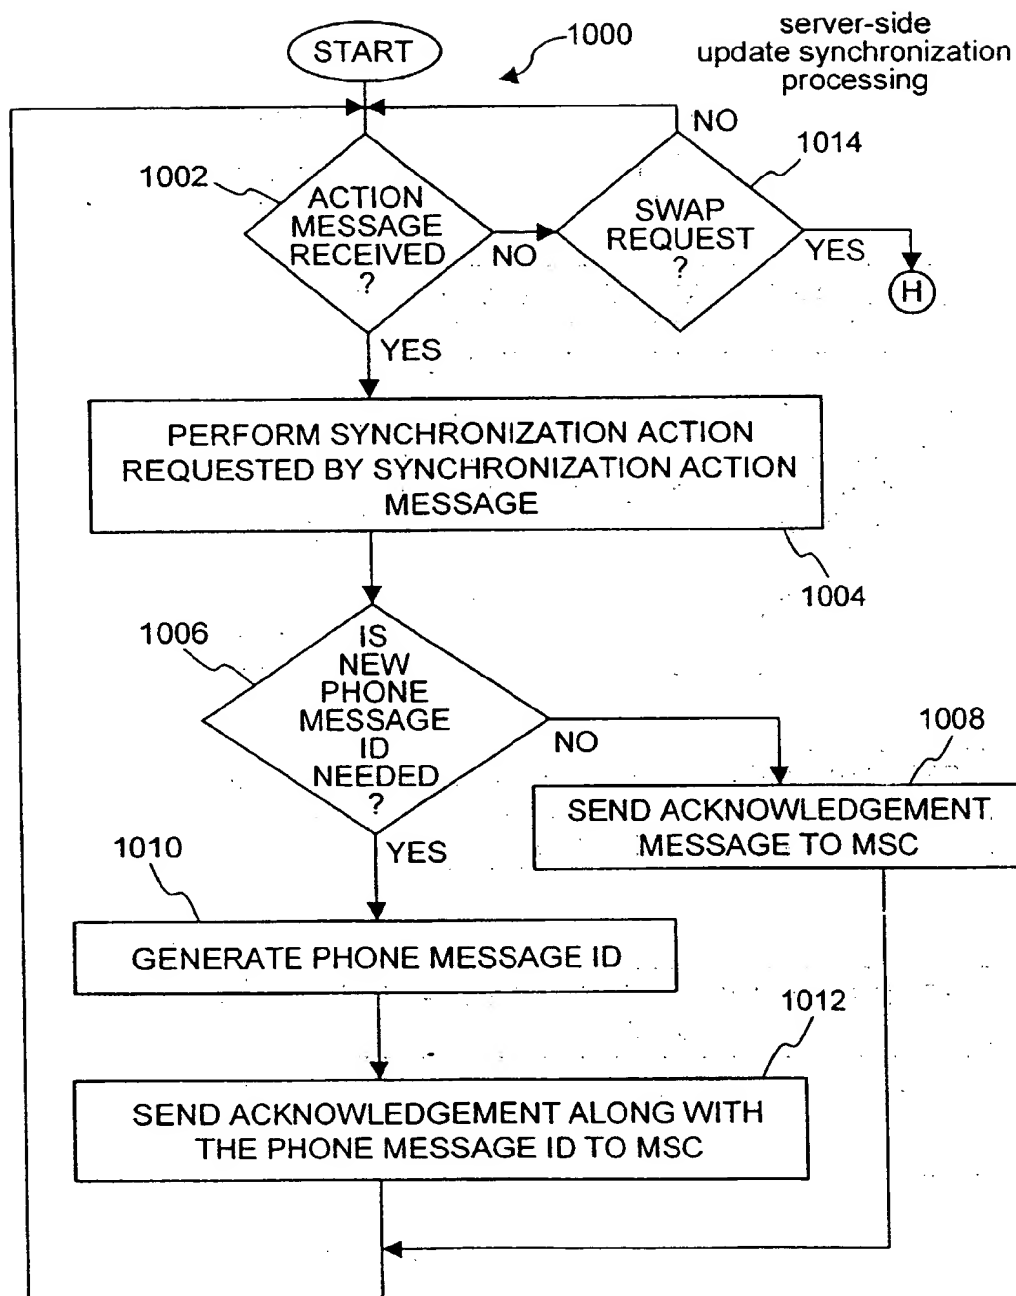 START
1000
server-side
update synchronization
processing
NO
1014
1002
ACTION
MESSAGE
RECEIVED
?
NO
SWAP
REQUEST
?
YES
H
YES
PERFORM SYNCHRONIZATION ACTION
REQUESTED BY SYNCHRONIZATION ACTION
MESSAGE
1004
1006
IS
NEW
PHONE
MESSAGE
ID
NEEDED
?
NO
1008
SEND ACKNOWLEDGEMENT
MESSAGE TO MSC
YES
1010
GENERATE PHONE MESSAGE ID
1012
SEND ACKNOWLEDGEMENT ALONG WITH
THE PHONE MESSAGE ID TO MSC